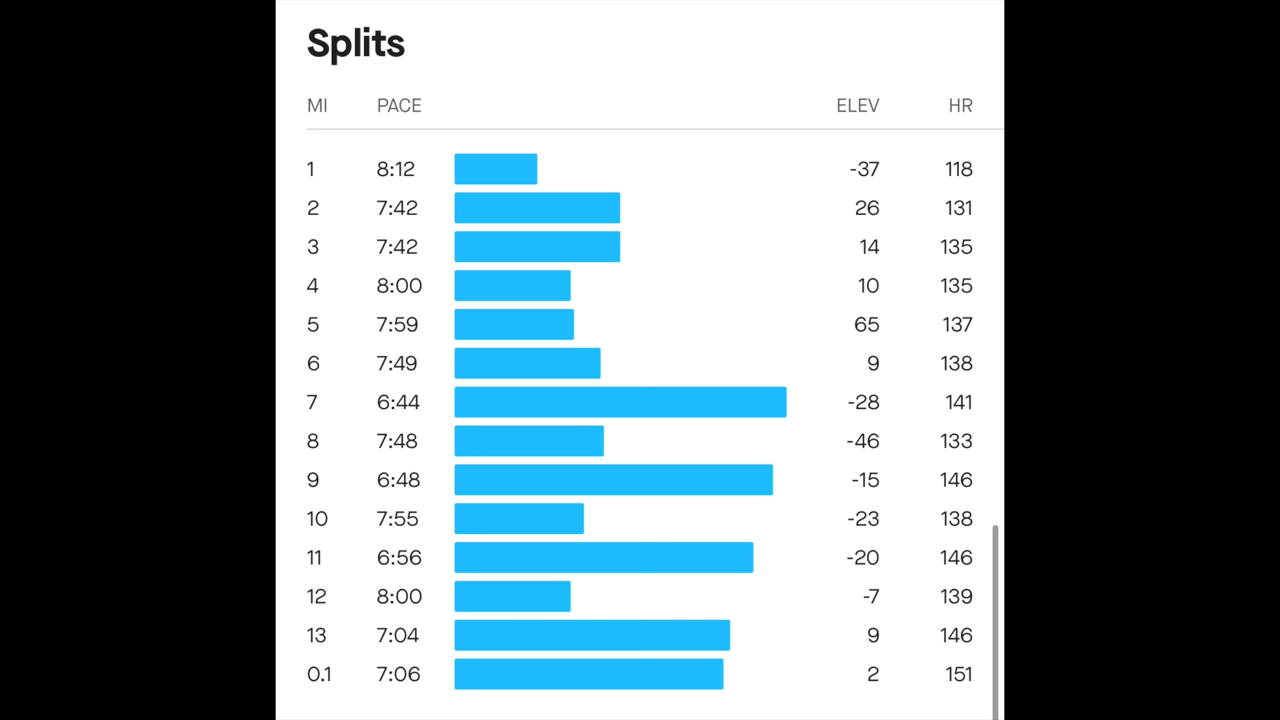 Splits
MI PACE ELEV HR
1 8:12 -37 118
2 7:42 26 131
3 7:42 14 135
4 8:00 10 135
5 7:59 65 137
6 7:49 9 138
7 6:44 -28 141
8 7:48 -46 133
9 6:48 -15 146
10 7:55 -23 138
11 6:56 -20 146
12 8:00 -7 139
13 7:04 9 146
0.1 7:06 2 151